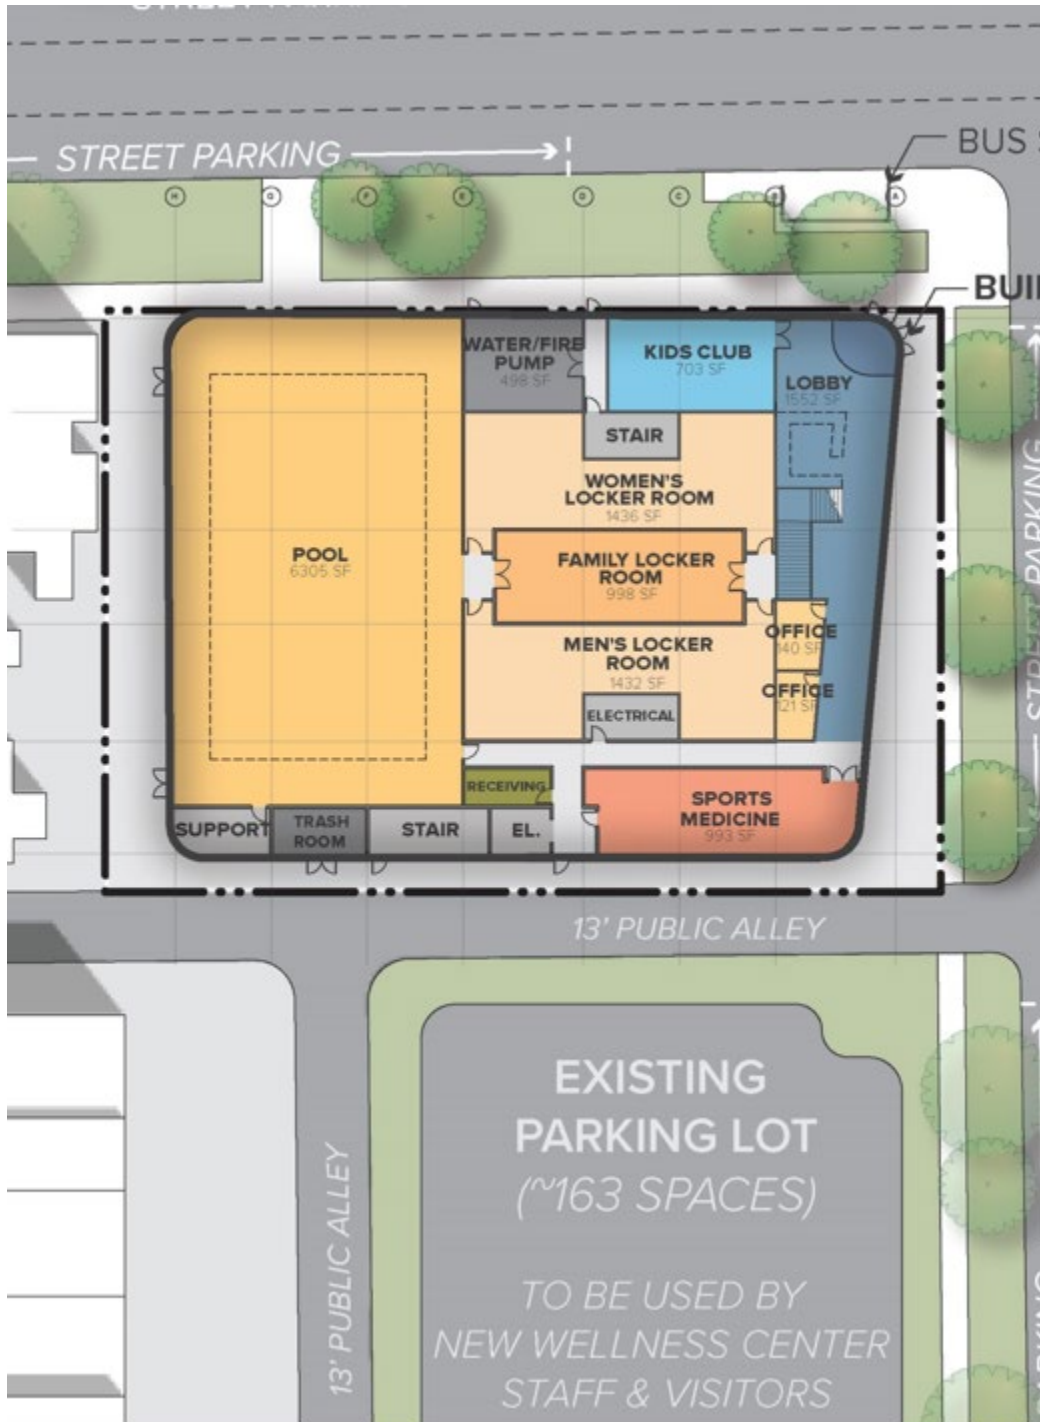 STREET PARKING
BUS
H
G
F
E
D
C
A
BUI
WATER/FIRE
PUMP
498 SF
KIDS CLUB
703 SF
LOBBY
1552 SF
STAIR
WOMEN'S
LOCKER ROOM
1436 SF
POOL
6305 SF
FAMILY LOCKER
ROOM
998 SF
OFFICE
140 SF
MEN'S LOCKER
ROOM
1432 SF
OFFICE
121 SF
ELECTRICAL
RECEIVING
SPORTS
MEDICINE
993 SF
SUPPORT
TRASH
ROOM
STAIR
EL.
STREET PARKING
13' PUBLIC ALLEY
EXISTING
PARKING LOT
(~163 SPACES)
13' PUBLIC ALLEY
TO BE USED BY
NEW WELLNESS CENTER
STAFF & VISITORS